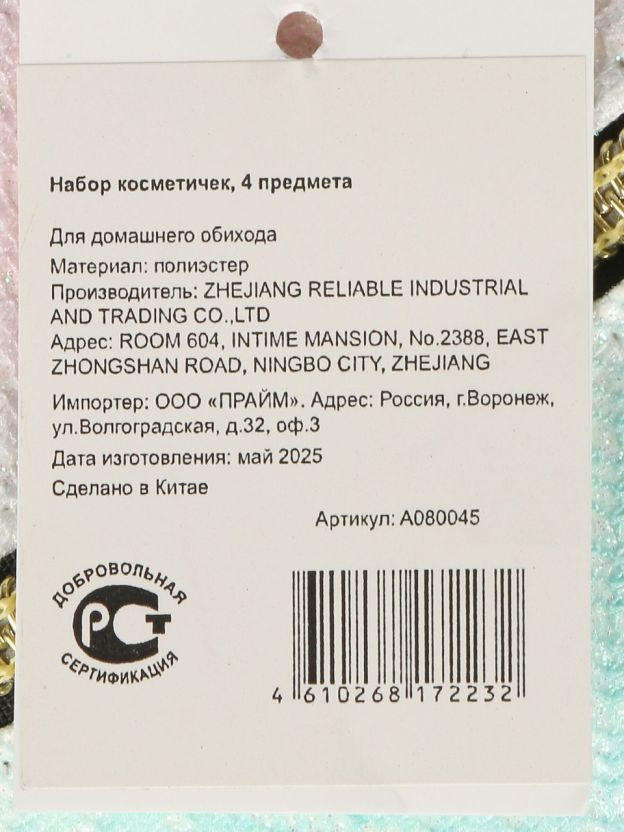 Набор косметичек, 4 предмета
Для домашнего обихода
Материал: полиэстер
Производитель: ZHEJIANG RELIABLE INDUSTRIAL
AND TRADING CO.,LTD
Адрес: ROOM 604, INTIME MANSION, No.2388, EAST
ZHONGSHAN ROAD, NINGBO CITY, ZHEJIANG
Импортер: ООО «ПРАЙМ». Адрес: Россия, г.Воронеж,
ул.Волгоградская, д.32, оф.3
Дата изготовления: май 2025
Сделано в Китае
Артикул: А080045
ДОБРОВОЛЬНАЯ
РСТ
СЕРТИФИКАЦИЯ
4 610268 172232